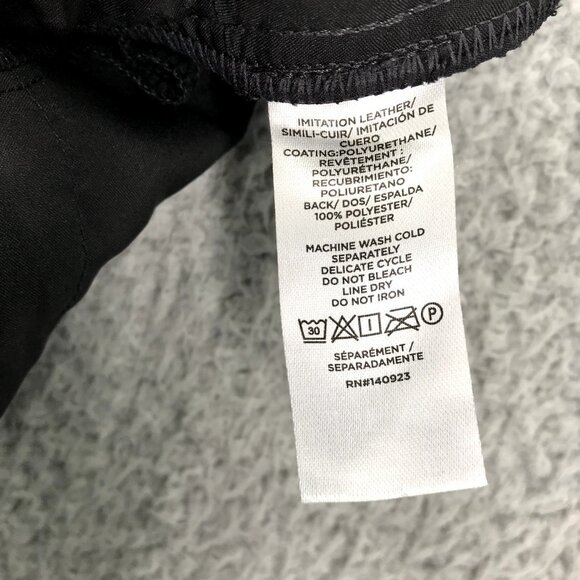 IMITATION LEATHER/
SIMILI-CUIR/ IMITACIÓN DE
CUERO
COATING:POLYURETHANE/
REVÊTEMENT :
POLYURÉTHANE/
RECUBRIMIENTO:
POLIURETANO
BACK/ DOS/ ESPALDA
100% POLYESTER/
POLIÉSTER
MACHINE WASH COLD
SEPARATELY
DELICATE CYCLE
DO NOT BLEACH
LINE DRY
DO NOT IRON
30 P
SÉPARÉMENT/
SEPARADAMENTE
RN#140923